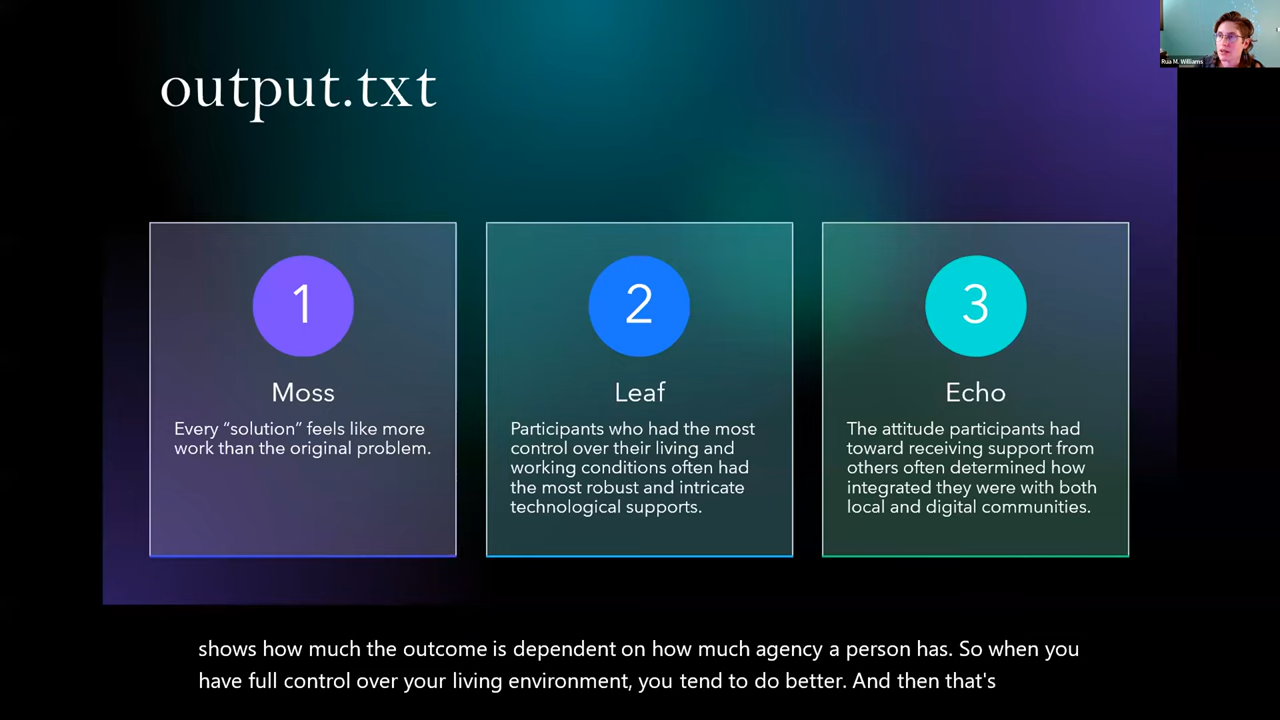 Rua M. Williams
output.txt
1
Moss
Every “solution” feels like more
work than the original problem.
2
Leaf
Participants who had the most
control over their living and
working conditions often had
the most robust and intricate
technological supports.
3
Echo
The attitude participants had
toward receiving support from
others often determined how
integrated they were with both
local and digital communities.
shows how much the outcome is dependent on how much agency a person has. So when you
have full control over your living environment, you tend to do better. And then that's